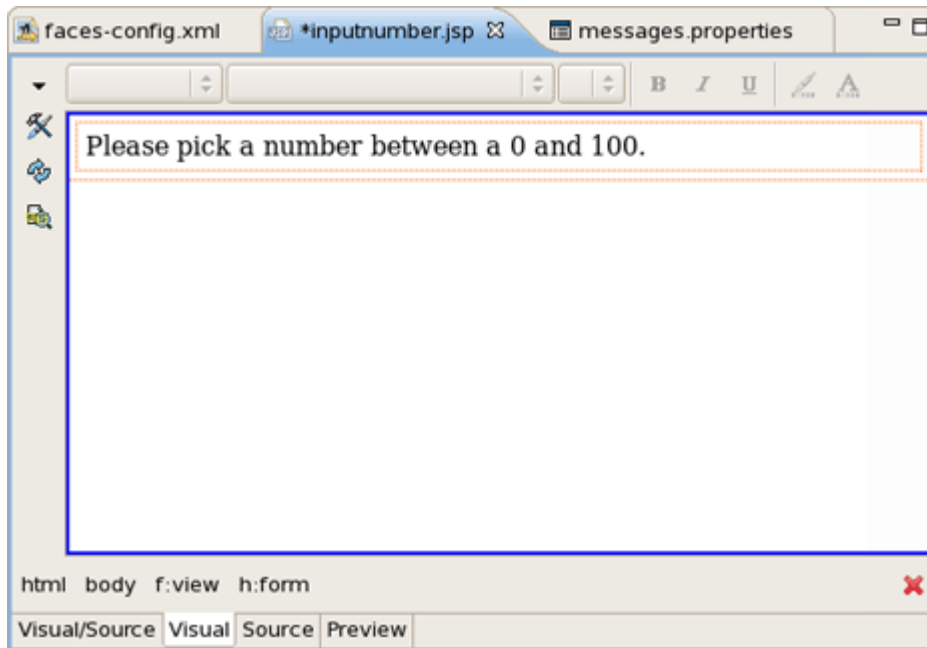 faces-config.xml *inputnumber.jsp messages.properties
B I U A
Please pick a number between a 0 and 100.
html body f:view h:form
Visual/Source Visual Source Preview